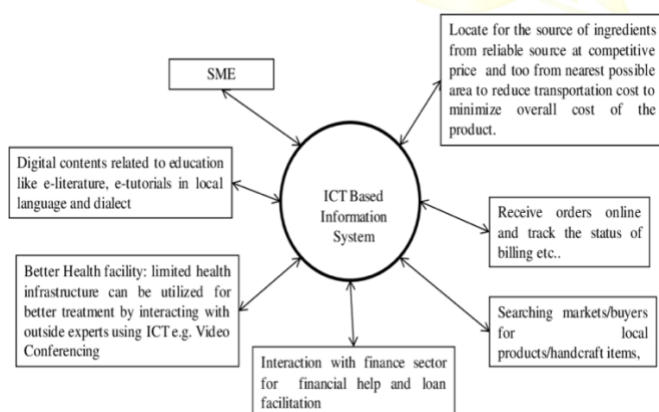 SME
Locate for the source of ingredients
from reliable source at competitive
price and too from nearest possible
area to reduce transportation cost to
minimize overall cost of the
product.
Digital contents related to education
like e-literature, e-tutorials in local
language and dialect
ICT Based
Information
System
Receive orders online
and track the status of
billing etc..
Better Health facility: limited health
infrastructure can be utilized for
better treatment by interacting with
outside experts using ICT e.g. Video
Conferencing
Searching markets/buyers
for local
products/handcraft items,
Interaction with finance sector
for financial help and loan
facilitation